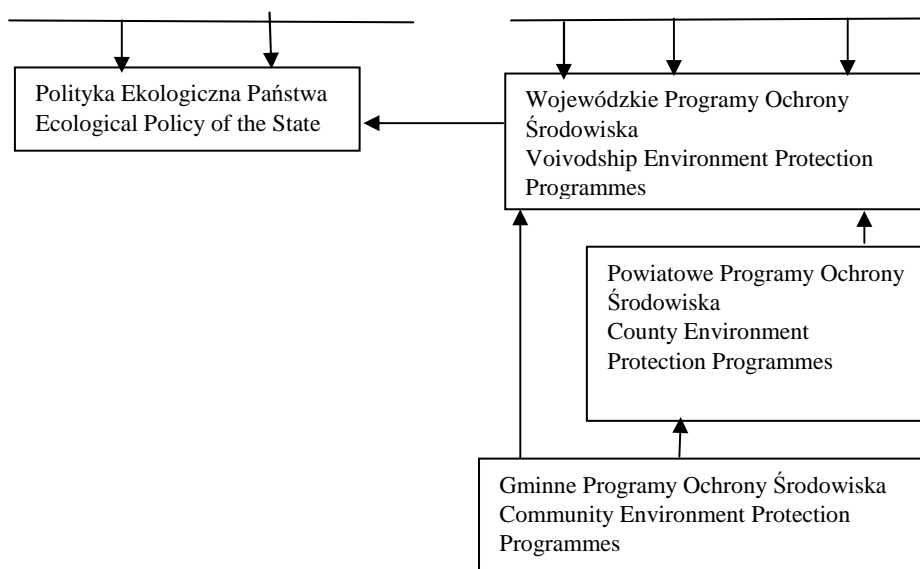 Polityka Ekologiczna Państwa
Ecological Policy of the State
Wojewódzkie Programy Ochrony
Środowiska
Voivodship Environment Protection
Programmes
Powiatowe Programy Ochrony
Środowiska
County Environment
Protection Programmes
Gminne Programy Ochrony Środowiska
Community Environment Protection
Programmes